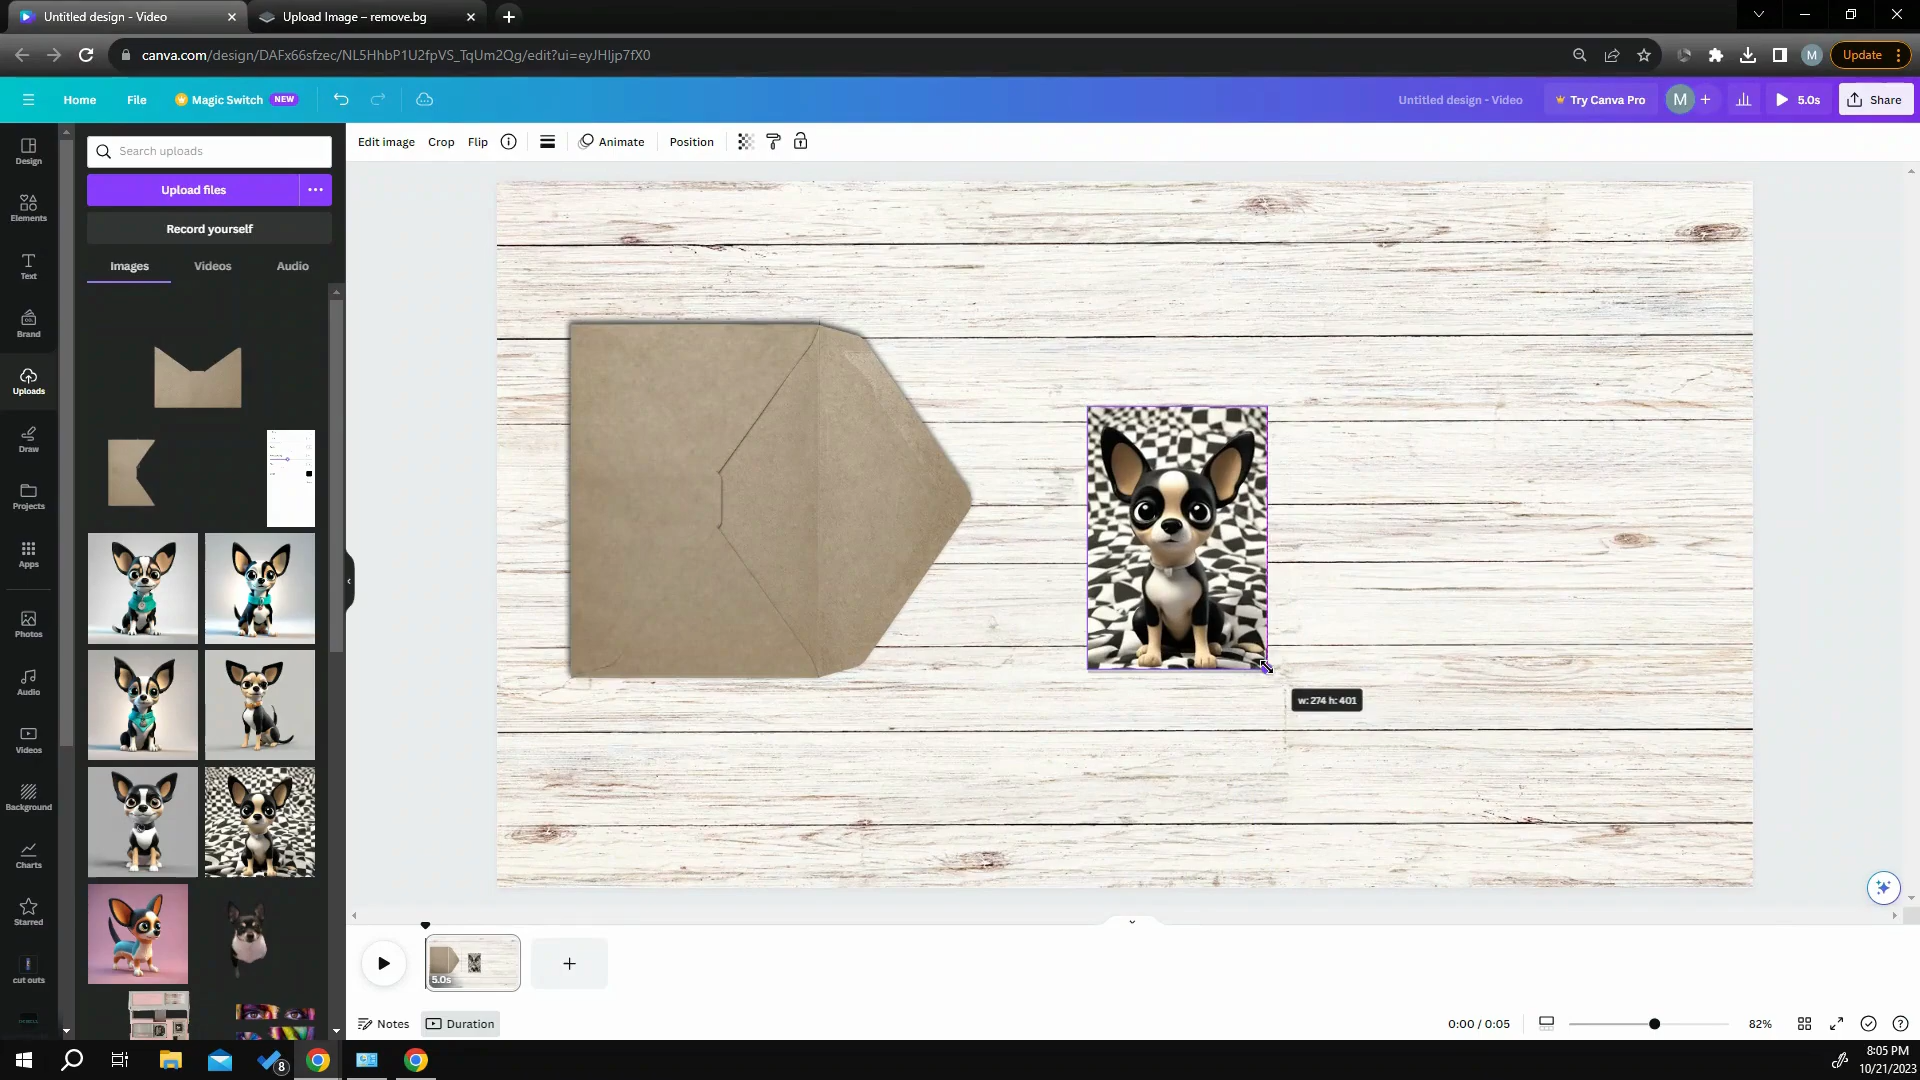 Untitled design - Video
Upload Image – remove.bg
canva.com/design/DAFx66sfzec/NL5HhbP1U2fpVS_TqUm2Qg/edit?ui=eyJHIjp7fX0
M
Update
Home
File
Magic Switch
NEW
Untitled design - Video
Try Canva Pro
M
5.0s
Share
Design
Elements
Text
Brand
Uploads
Draw
Projects
Apps
Photos
Audio
Videos
Background
Charts
Starred
cut outs
Search uploads
Upload files
Record yourself
Images
Videos
Audio
Edit image
Crop
Flip
Animate
Position
w: 274 h: 401
5.0s
Notes
Duration
0:00 / 0:05
82%
8
8:05 PM
10/21/2023